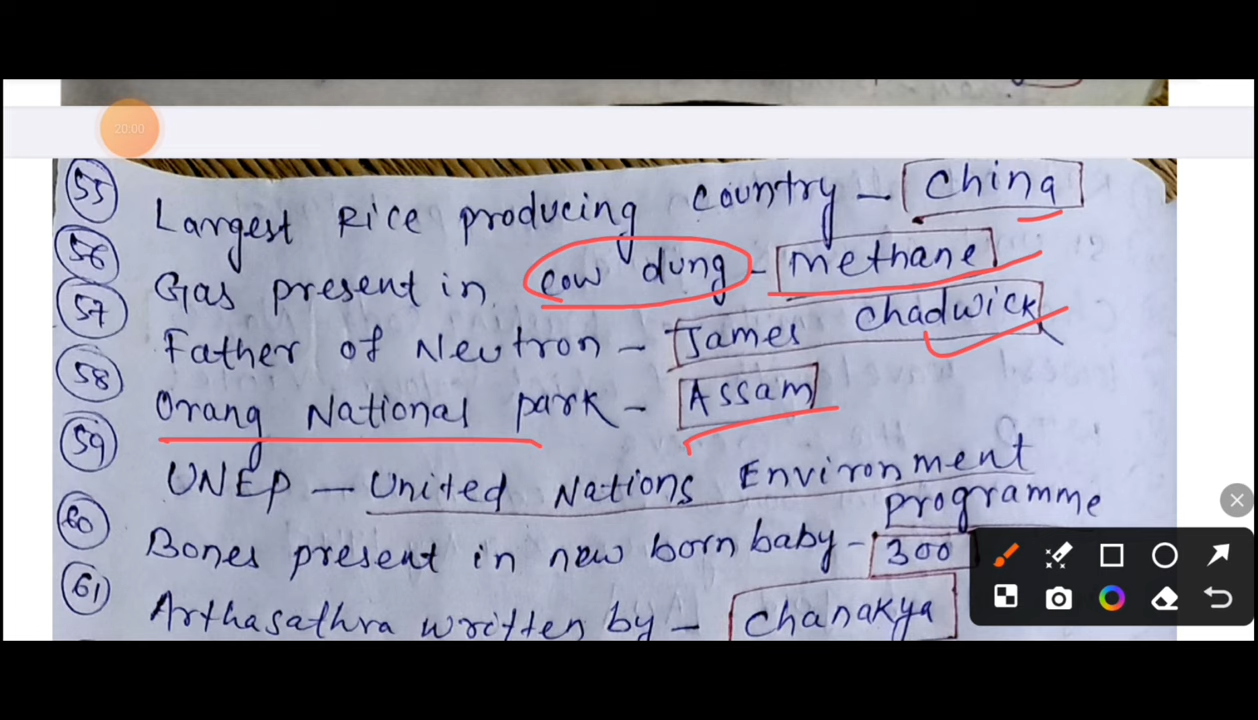 20:00
55 Largest Rice producing country - China
56 Gas present in cow dung - Methane
57 Father of Neutron - James Chadwick
58 Orang National park - Assam
59 UNEP - United Nations Environment
programme
60 Bones present in new born baby - 300
61 Arthasathra written by - Chanakya